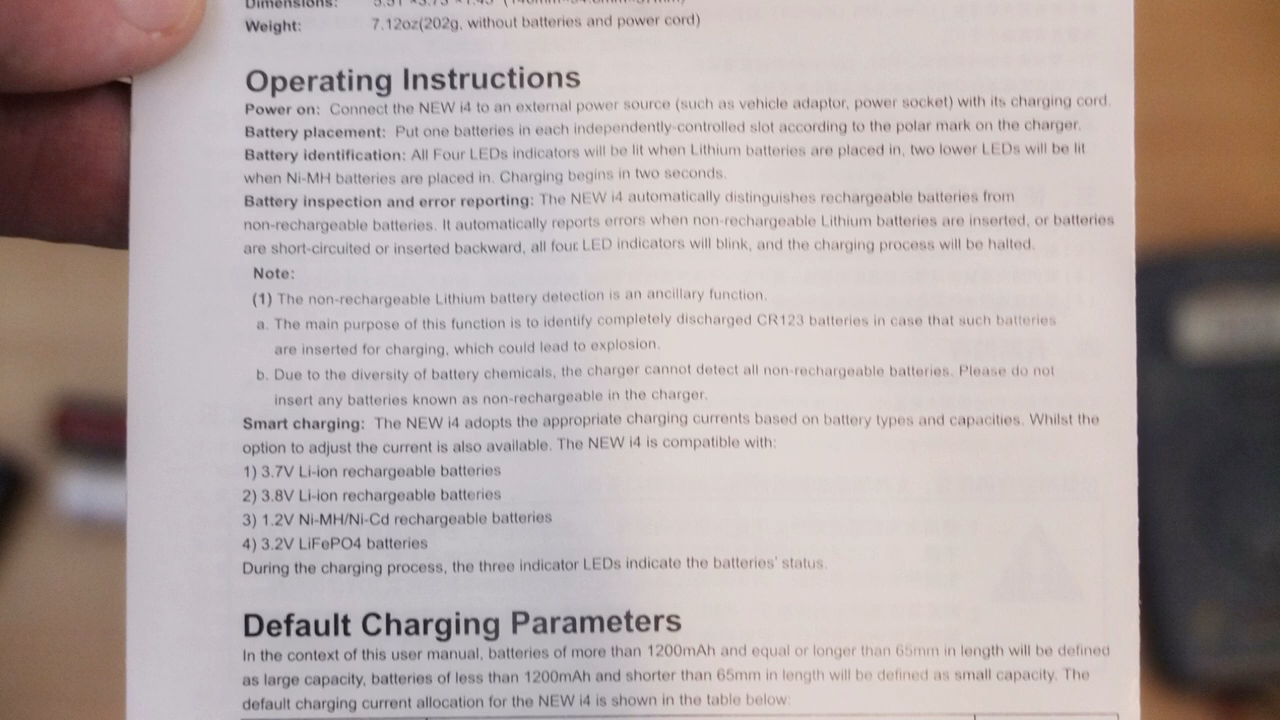 Dimensions:
Weight: 7.12oz(202g, without batteries and power cord)
Operating Instructions
Power on: Connect the NEW i4 to an external power source (such as vehicle adaptor, power socket) with its charging cord.
Battery placement: Put one batteries in each independently-controlled slot according to the polar mark on the charger.
Battery identification: All Four LEDs indicators will be lit when Lithium batteries are placed in, two lower LEDs will be lit
when Ni-MH batteries are placed in. Charging begins in two seconds.
Battery inspection and error reporting: The NEW i4 automatically distinguishes rechargeable batteries from
non-rechargeable batteries. It automatically reports errors when non-rechargeable Lithium batteries are inserted, or batteries
are short-circuited or inserted backward, all four LED indicators will blink, and the charging process will be halted.
Note:
(1) The non-rechargeable Lithium battery detection is an ancillary function.
a. The main purpose of this function is to identify completely discharged CR123 batteries in case that such batteries
are inserted for charging, which could lead to explosion.
b. Due to the diversity of battery chemicals, the charger cannot detect all non-rechargeable batteries. Please do not
insert any batteries known as non-rechargeable in the charger.
Smart charging: The NEW i4 adopts the appropriate charging currents based on battery types and capacities. Whilst the
option to adjust the current is also available. The NEW i4 is compatible with:
1) 3.7V Li-ion rechargeable batteries
2) 3.8V Li-ion rechargeable batteries
3) 1.2V Ni-MH/Ni-Cd rechargeable batteries
4) 3.2V LiFePO4 batteries
During the charging process, the three indicator LEDs indicate the batteries' status.
Default Charging Parameters
In the context of this user manual, batteries of more than 1200mAh and equal or longer than 65mm in length will be defined
as large capacity, batteries of less than 1200mAh and shorter than 65mm in length will be defined as small capacity. The
default charging current allocation for the NEW i4 is shown in the table below: